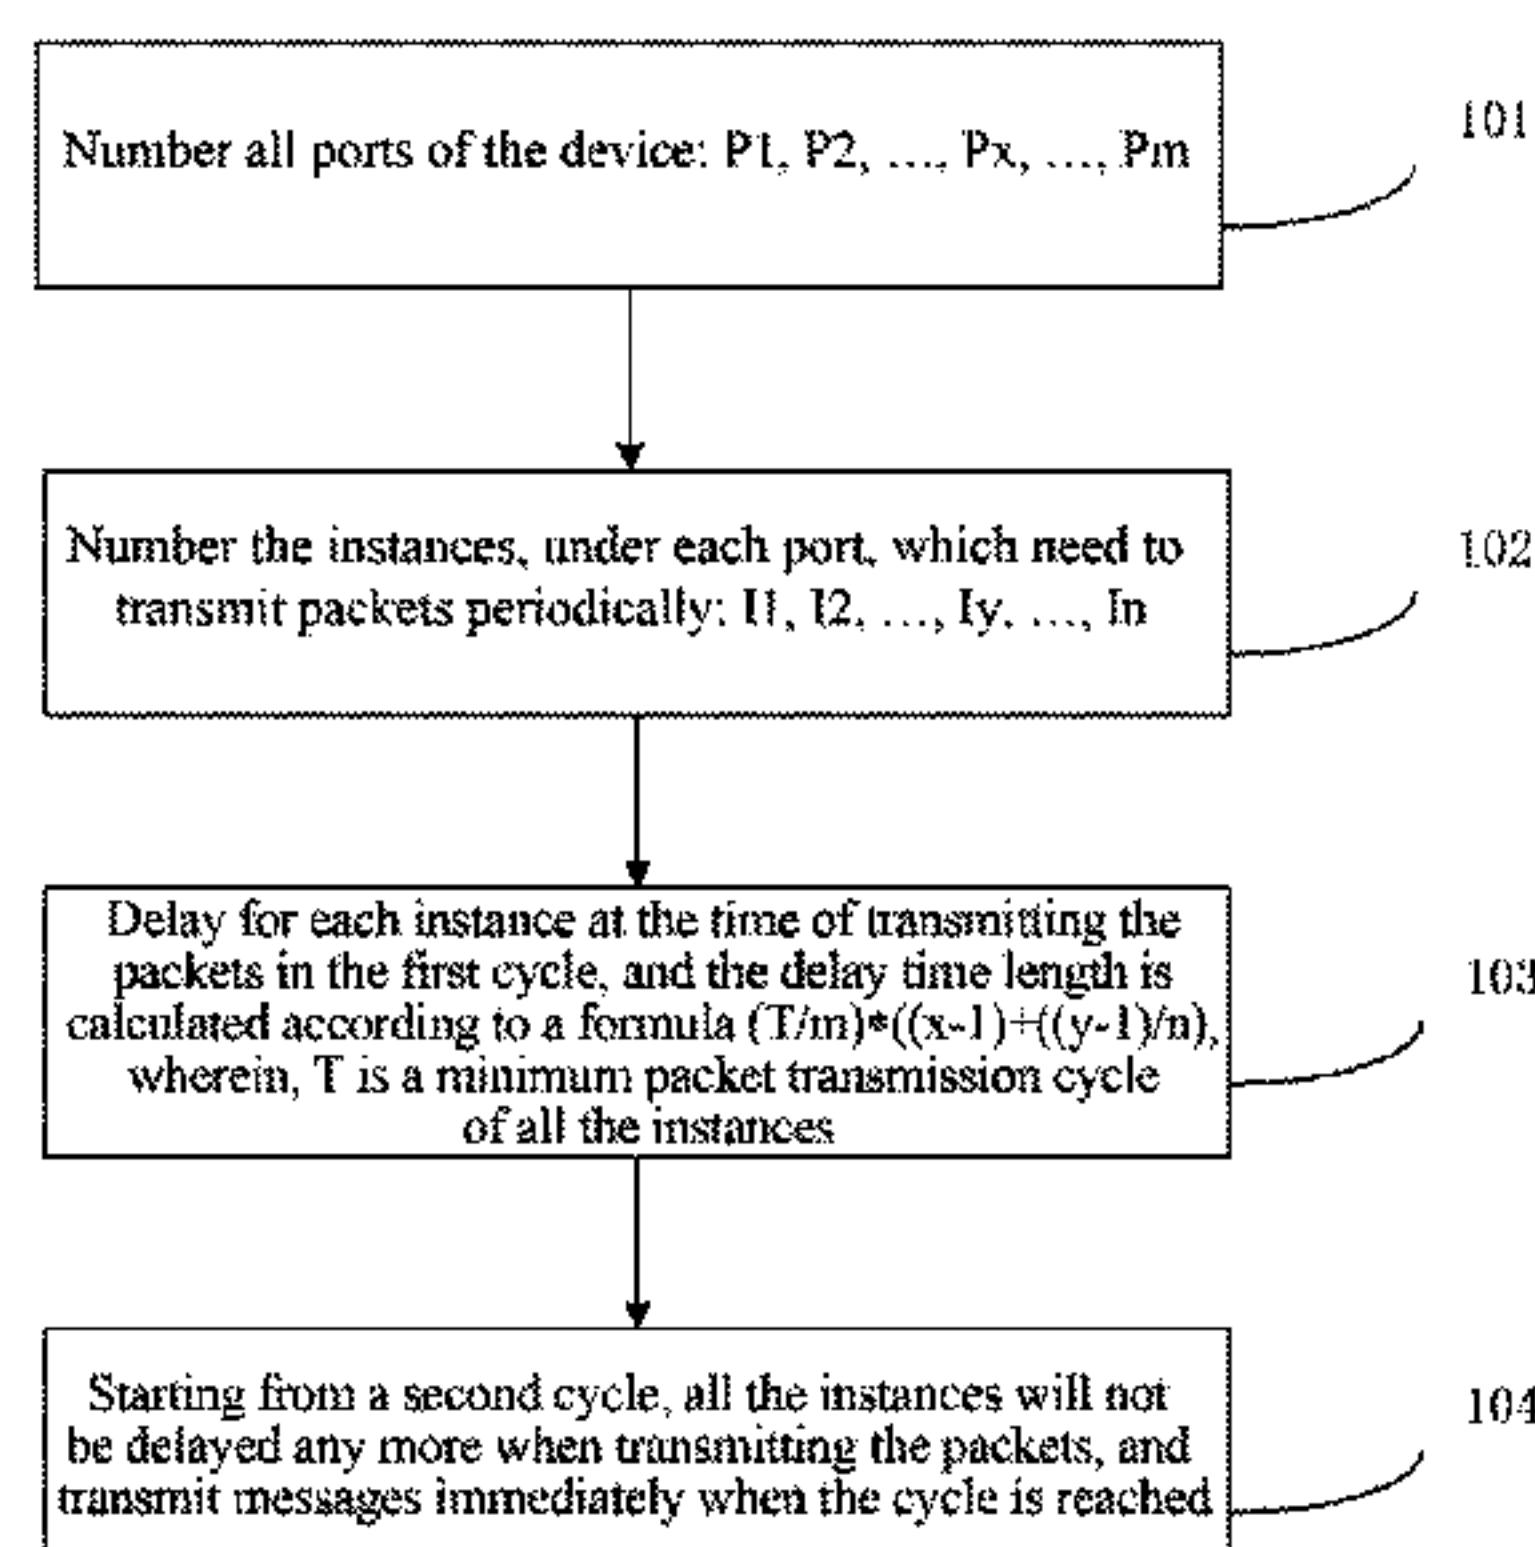 Number all ports of the device: P1, P2, ..., Px, ..., Pm
101
Number the instances, under each port, which need to
transmit packets periodically: I1, I2, ..., Iy, ..., In
102
Delay for each instance at the time of transmitting the
packets in the first cycle, and the delay time length is
calculated according to a formula (T/m)*((x-1)+((y-1)/n),
wherein, T is a minimum packet transmission cycle
of all the instances
103
Starting from a second cycle, all the instances will not
be delayed any more when transmitting the packets, and
transmit messages immediately when the cycle is reached
104